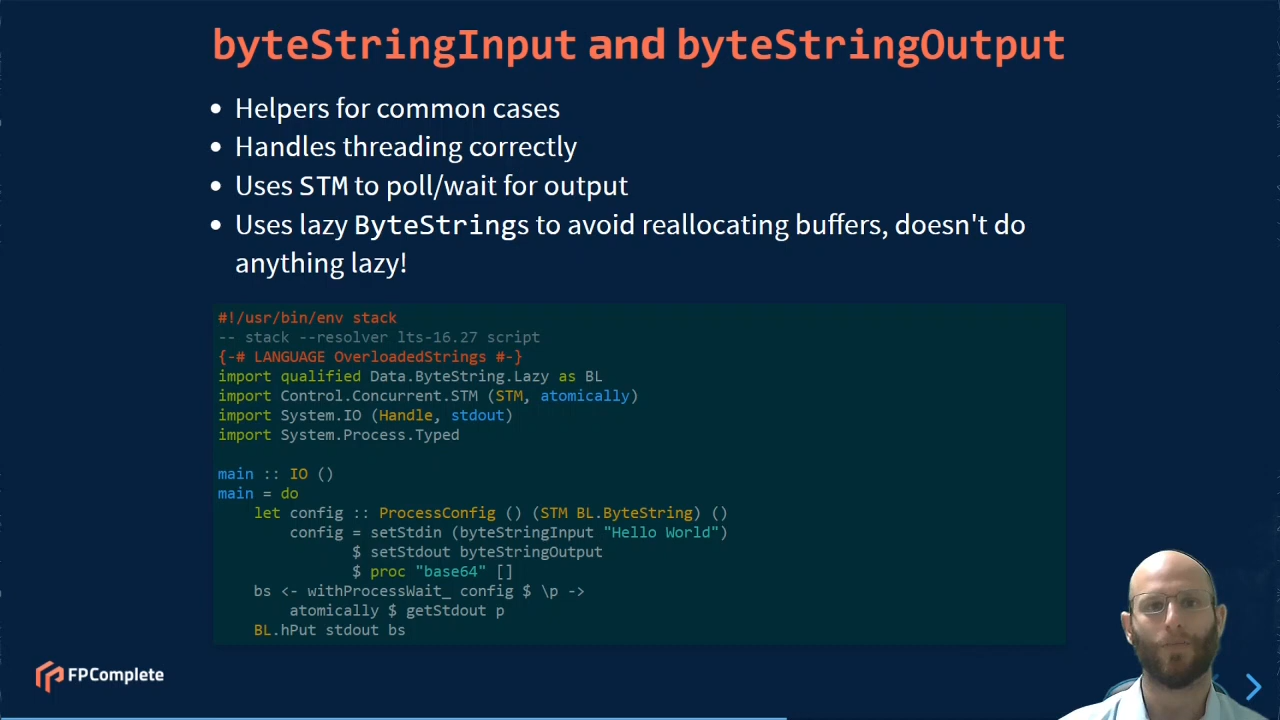 byteStringInput and byteStringOutput
• Helpers for common cases
• Handles threading correctly
• Uses STM to poll/wait for output
• Uses lazy ByteStrings to avoid reallocating buffers, doesn't do
anything lazy!
#!/usr/bin/env stack
-- stack --resolver lts-16.27 script
{-# LANGUAGE OverloadedStrings #-}
import qualified Data.ByteString.Lazy as BL
import Control.Concurrent.STM (STM, atomically)
import System.IO (Handle, stdout)
import System.Process.Typed

main :: IO ()
main = do
    let config :: ProcessConfig () (STM BL.ByteString) ()
        config = setStdin (byteStringInput "Hello World")
               $ setStdout byteStringOutput
               $ proc "base64" []
    bs <- withProcessWait_ config $ \p ->
        atomically $ getStdout p
    BL.hPut stdout bs
FPComplete